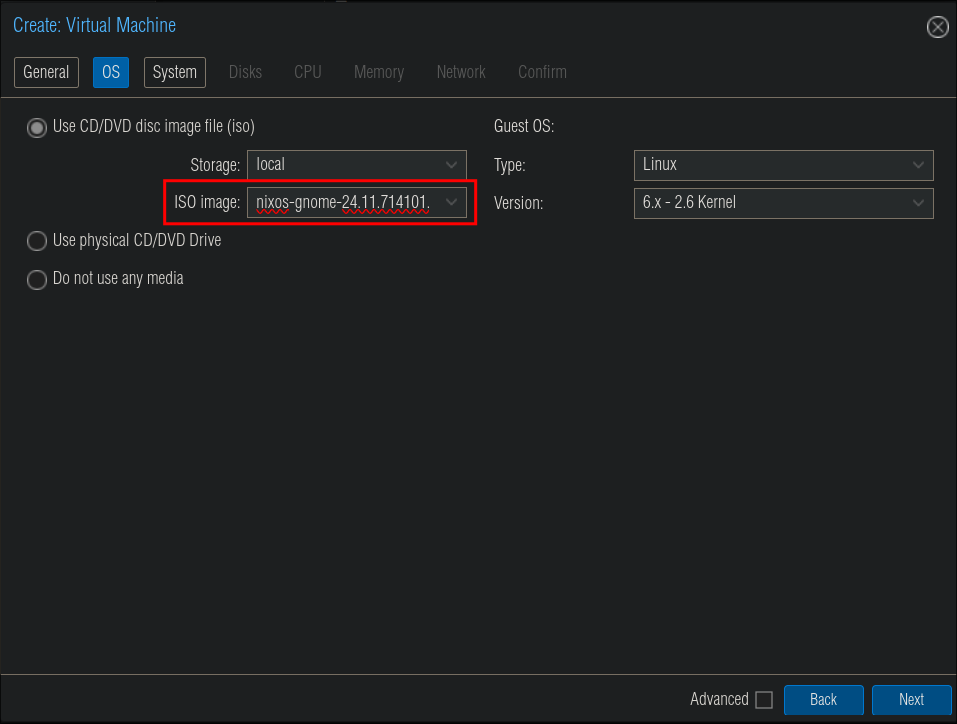 Create: Virtual Machine
General OS System Disks CPU Memory Network Confirm
Use CD/DVD disc image file (iso)
Storage: local
ISO image: nixos-gnome-24.11.714101.
Use physical CD/DVD Drive
Do not use any media
Guest OS:
Type: Linux
Version: 6.x - 2.6 Kernel
Advanced Back Next